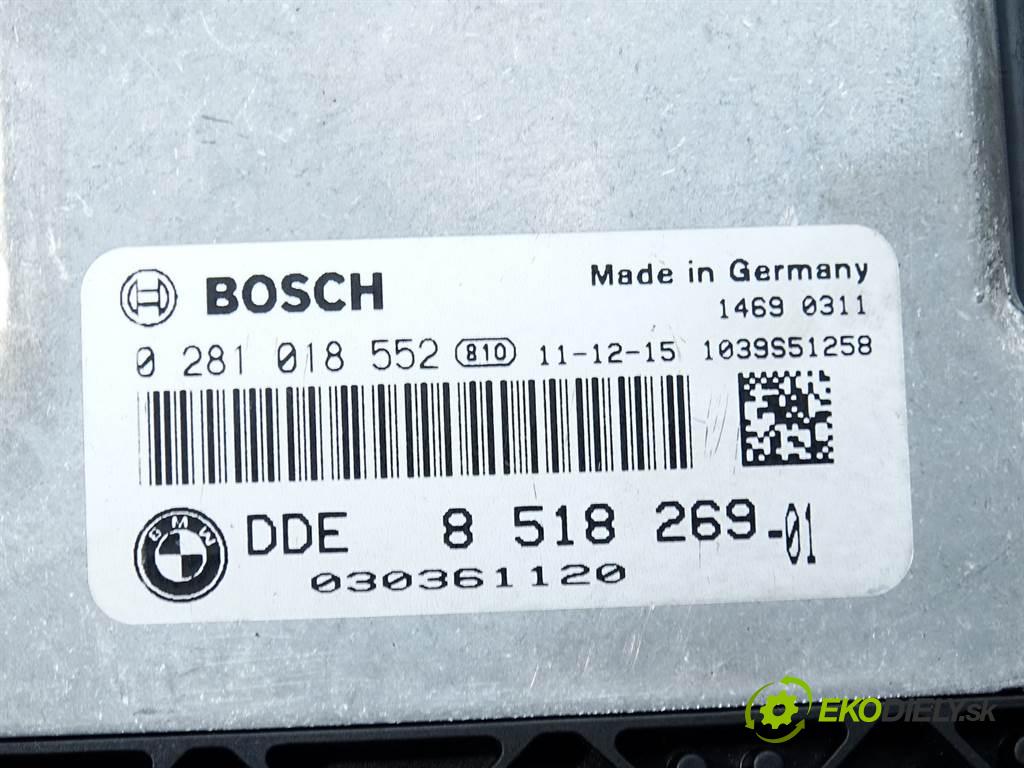 BOSCH
Made in Germany
1469 0311
0 281 018 552 810 11-12-15 1039S51258
BMW
DDE 8 518 269-01
030361120
EKODIELY.SK